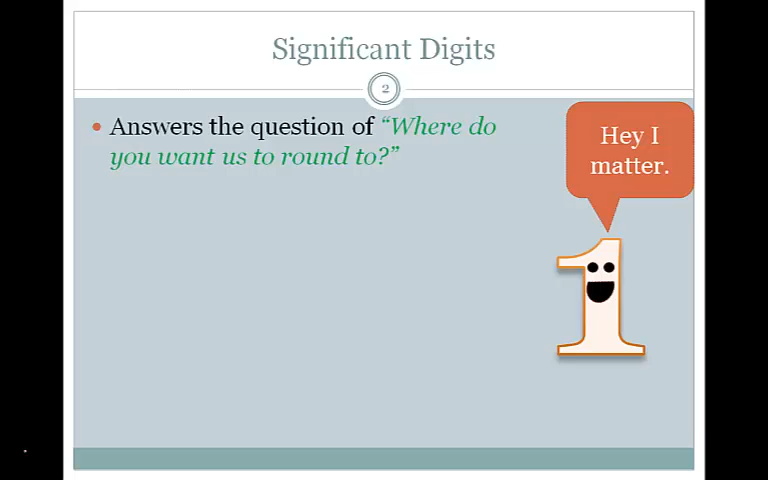 Significant Digits
2
• Answers the question of “Where do
you want us to round to?”
Hey I
matter.
1